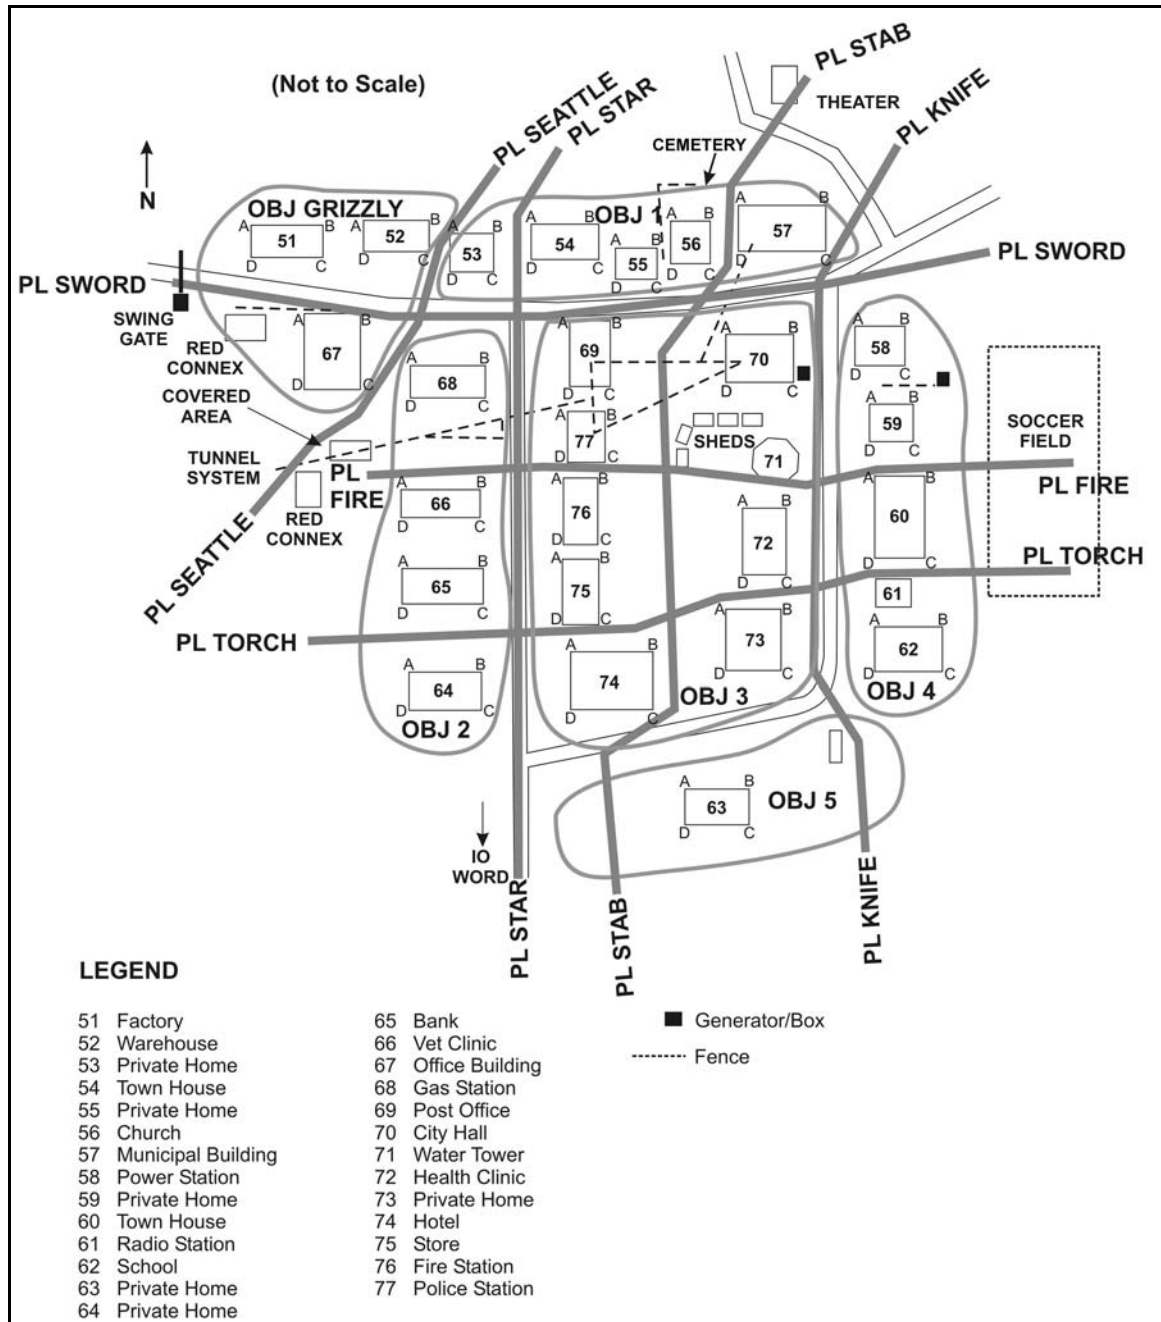 (Not to Scale)
N
PL SEATTLE
PL STAR
PL STAB
THEATER
PL KNIFE
CEMETERY
OBJ GRIZZLY
A B
51
D C
A B
52
D C
A B
53
D C
OBJ 1
A B
54
D C
A B
55
D C
A B
56
D C
A B
57
D C
PL SWORD
PL SWORD
SWING
GATE
RED
CONNEX
A B
67
D C
COVERED
AREA
TUNNEL
SYSTEM
RED
CONNEX
PL SEATTLE
A B
68
D C
A B
69
D C
A B
70
D C
A B
58
D C
A B
59
D C
SOCCER
FIELD
A B
77
D C
SHEDS
71
PL
FIRE
PL FIRE
A B
66
D C
A B
76
D C
A B
72
D C
A B
60
D C
PL TORCH
A B
65
D C
A B
75
D C
61
PL TORCH
A B
64
D C
OBJ 2
A B
74
D C
A B
73
D C
OBJ 3
A B
62
D C
OBJ 4
A B
63
D C
OBJ 5
IO
WORD
PL STAR
PL STAB
PL KNIFE
LEGEND
51 Factory
52 Warehouse
53 Private Home
54 Town House
55 Private Home
56 Church
57 Municipal Building
58 Power Station
59 Private Home
60 Town House
61 Radio Station
62 School
63 Private Home
64 Private Home
65 Bank
66 Vet Clinic
67 Office Building
68 Gas Station
69 Post Office
70 City Hall
71 Water Tower
72 Health Clinic
73 Private Home
74 Hotel
75 Store
76 Fire Station
77 Police Station
Generator/Box
Fence